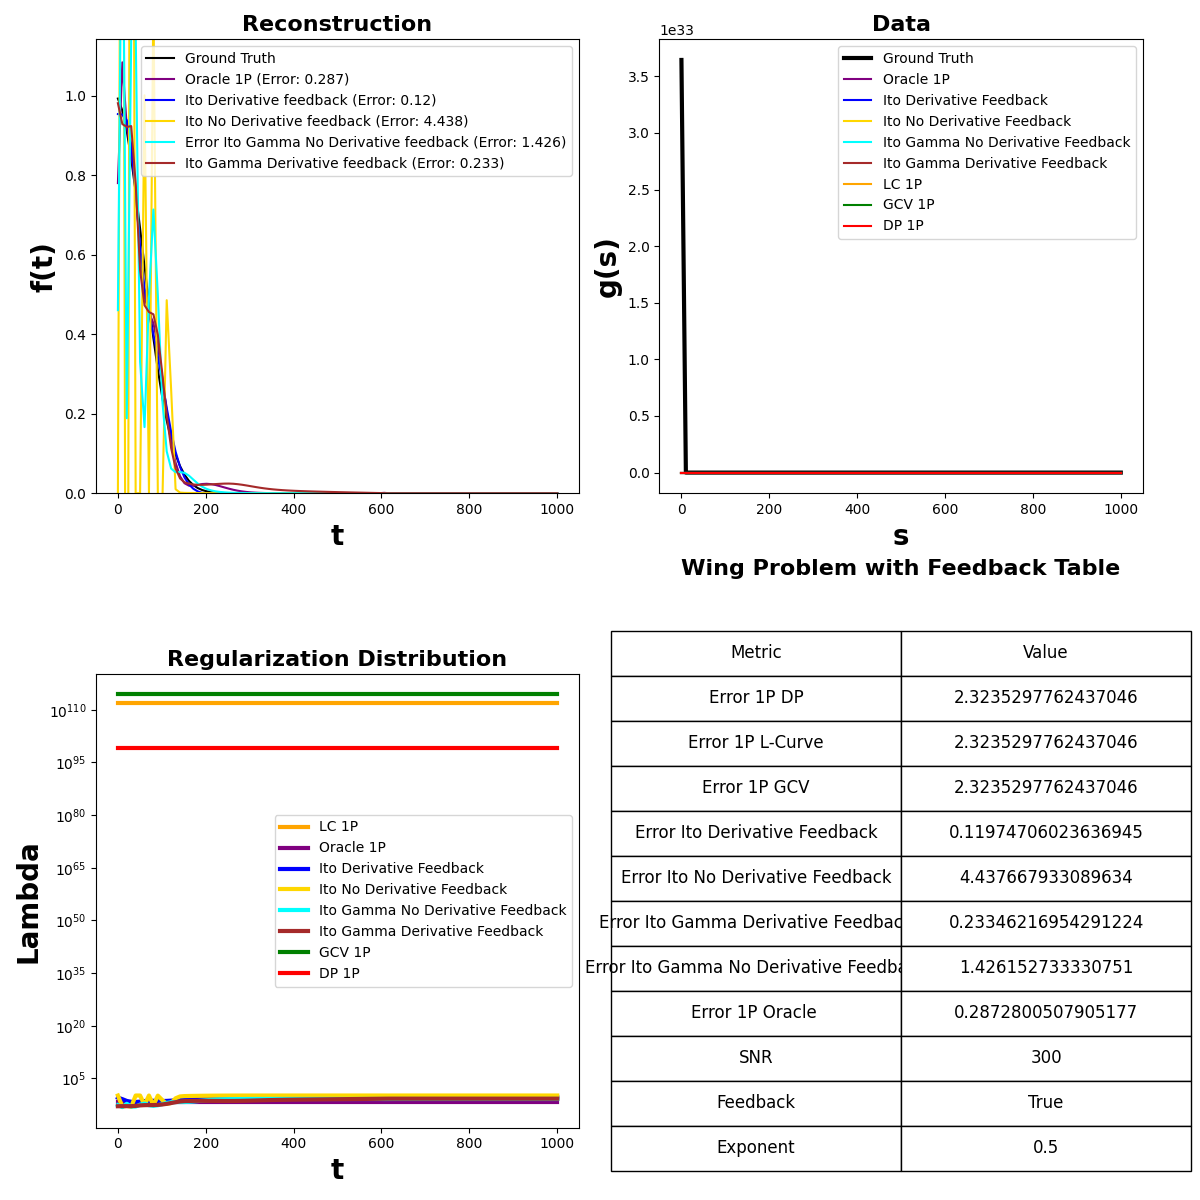 Reconstruction
f(t)
1.0
0.8
0.6
0.4
0.2
0.0
Ground Truth
Oracle 1P (Error: 0.287)
Ito Derivative feedback (Error: 0.12)
Ito No Derivative feedback (Error: 4.438)
Error Ito Gamma No Derivative feedback (Error: 1.426)
Ito Gamma Derivative feedback (Error: 0.233)
0 200 400 600 800 1000
t
Data
1e33
g(s)
3.5
3.0
2.5
2.0
1.5
1.0
0.5
0.0
Ground Truth
Oracle 1P
Ito Derivative Feedback
Ito No Derivative Feedback
Ito Gamma No Derivative Feedback
Ito Gamma Derivative Feedback
LC 1P
GCV 1P
DP 1P
0 200 400 600 800 1000
s
Regularization Distribution
Lambda
10^110
10^95
10^80
10^65
10^50
10^35
10^20
10^5
LC 1P
Oracle 1P
Ito Derivative Feedback
Ito No Derivative Feedback
Ito Gamma No Derivative Feedback
Ito Gamma Derivative Feedback
GCV 1P
DP 1P
0 200 400 600 800 1000
t
Wing Problem with Feedback Table
Metric Value
Error 1P DP 2.3235297762437046
Error 1P L-Curve 2.3235297762437046
Error 1P GCV 2.3235297762437046
Error Ito Derivative Feedback 0.11974706023636945
Error Ito No Derivative Feedback 4.437667933089634
Error Ito Gamma Derivative Feedbac 0.23346216954291224
Error Ito Gamma No Derivative Feedba 1.426152733330751
Error 1P Oracle 0.2872800507905177
SNR 300
Feedback True
Exponent 0.5